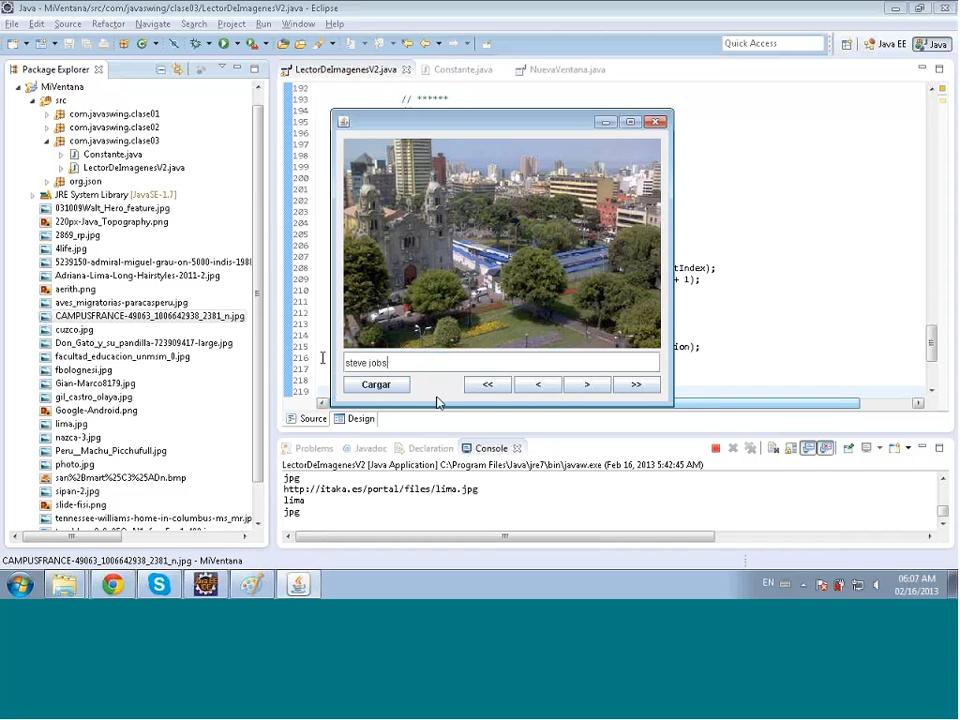 Java - MiVentana/src/com/javaswing/clase03/LectorDeImagenesV2.java - Eclipse
File Edit Source Refactor Navigate Search Project Run Window Help
Quick Access Java EE Java
Package Explorer
MiVentana
src
com.javaswing.clase01
com.javaswing.clase02
com.javaswing.clase03
Constante.java
LectorDeImagenesV2.java
org.json
JRE System Library [JavaSE-1.7]
031009Walt_Hero_feature.jpg
220px-Java_Topography.png
2869_rp.jpg
4life.jpg
5239150-admiral-miguel-grau-on-5000-indis-198
Adriana-Lima-Long-Hairstyles-2011-2.jpg
aerith.png
aves_migratorias-paracasperu.jpg
CAMPUSFRANCE-49063_1006642938_2381_n.jpg
cuzco.jpg
Don_Gato_y_su_pandilla-723909417-large.jpg
facultad_educacion_unmsm_0.jpg
fbolognesi.jpg
Gian-Marco8179.jpg
gil_castro_olaya.jpg
Google-Android.png
lima.jpg
nazca-3.jpg
Peru__Machu_Picchufull.jpg
photo.jpg
san%2Bmart%25C3%25ADn.bmp
sipan-2.jpg
slide-fisi.png
tennessee-williams-home-in-columbus-ms_mr.jp
LectorDeImagenesV2.java Constante.java NuevaVentana.java
192
193 // ******
194
195
196
197
198
199
200
201
202
203
204
205
206
207
208 tIndex);
209 + 1);
210
211
212
213
214
215 ion);
216
217
218
219
steve jobs
Cargar << < > >>
Source Design
Problems Javadoc Declaration Console
LectorDeImagenesV2 [Java Application] C:\Program Files\Java\jre7\bin\javaw.exe (Feb 16, 2013 5:42:45 AM)
jpg
http://itaka.es/portal/files/lima.jpg
lima
jpg
CAMPUSFRANCE-49063_1006642938_2381_n.jpg - MiVentana
EN 06:07 AM
02/16/2013